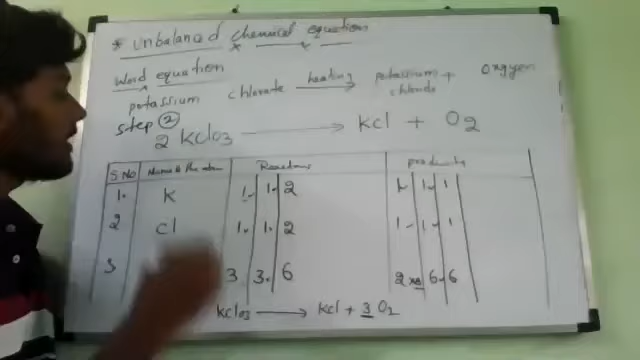 * Unbalanced chemical equations
Word equation
potassium chlorate heating → potassium chloride + oxygen
step ②
2 KClO3 → KCl + O2
S.No Name of the atom Reactans products
1. K 1. 1. 2 1. 1. 1
2 Cl 1. 1. 2 1. 1. 1
3 3 3. 6 2 6. 6
KClO3 → KCl + 3 O2